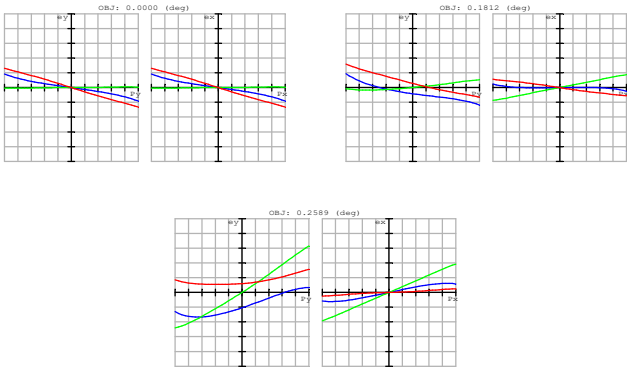 OBJ: 0.0000 (deg)
ey
Py
ex
Px
OBJ: 0.1812 (deg)
ey
Py
ex
Px
OBJ: 0.2589 (deg)
ey
Py
ex
Px